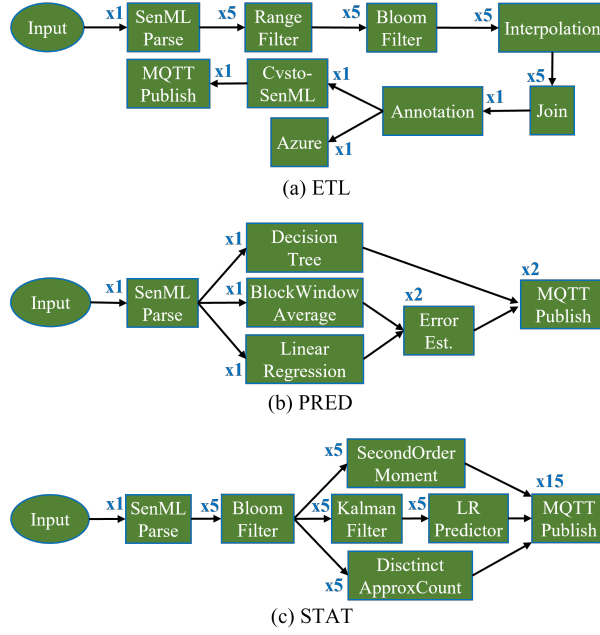 Input
x1
SenML
Parse
x5
Range
Filter
x5
Bloom
Filter
x5
Interpolation
x5
Join
x1
Annotation
x1
Cvsto-
SenML
x1
MQTT
Publish
x1
Azure
(a) ETL
Input
x1
SenML
Parse
x1
Decision
Tree
x1
BlockWindow
Average
x1
Linear
Regression
x2
Error
Est.
x2
MQTT
Publish
(b) PRED
Input
x1
SenML
Parse
x5
Bloom
Filter
x5
SecondOrder
Moment
x5
Kalman
Filter
x5
LR
Predictor
x5
Disctinct
ApproxCount
x15
MQTT
Publish
(c) STAT